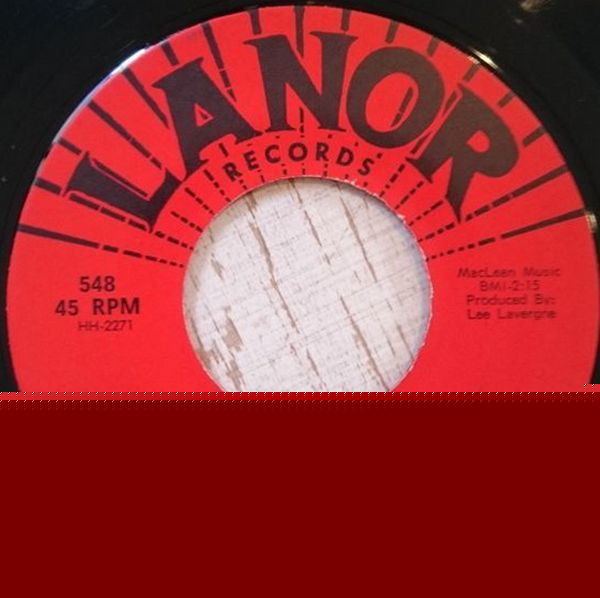 LANOR
RECORDS
548
45 RPM
HH-2271
MacLean Music
BMI-2:15
Produced By:
Lee Lavergne